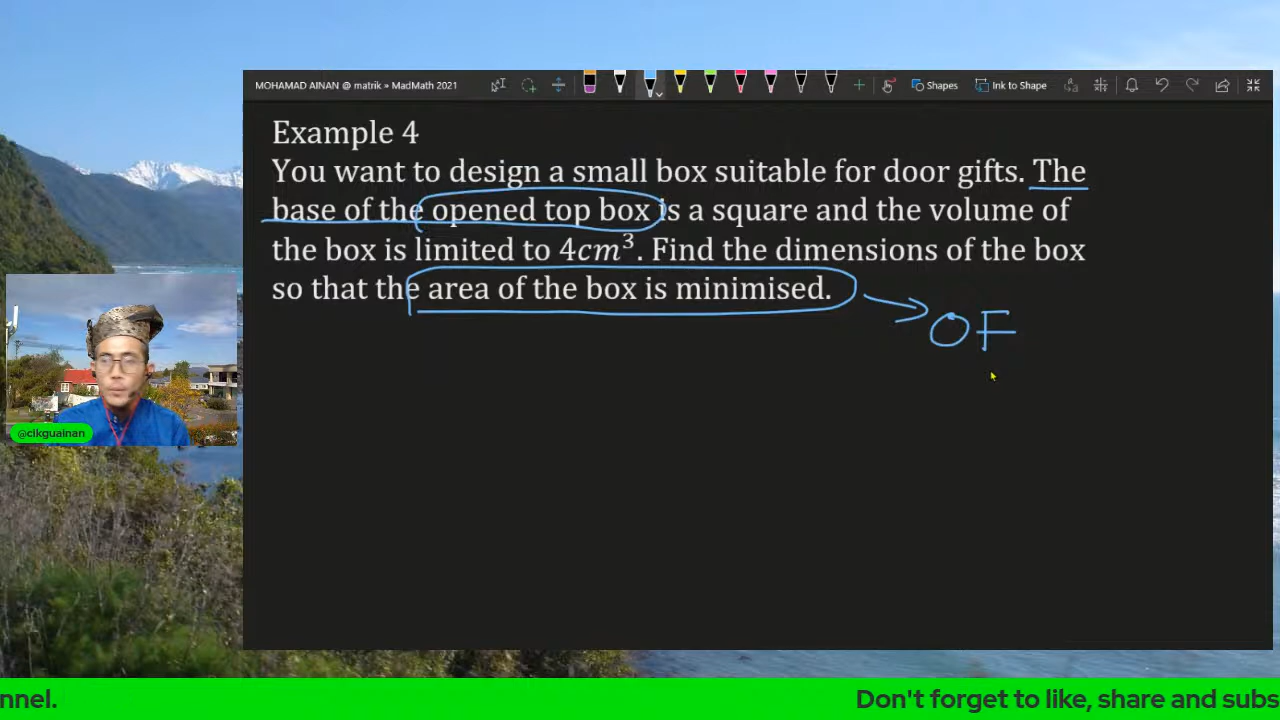 MOHAMAD AINAN @ matrik » MadMath 2021
Shapes
Ink to Shape
Example 4
You want to design a small box suitable for door gifts. The
base of the opened top box is a square and the volume of
the box is limited to 4cm³. Find the dimensions of the box
so that the area of the box is minimised.
OF
@cikguainan
nnel.
Don't forget to like, share and subs